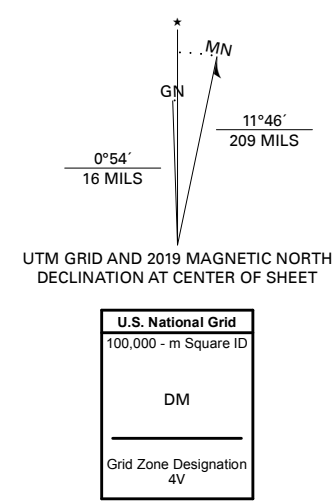 ★
MN
GN
11°46´
209 MILS
0°54´
16 MILS
UTM GRID AND 2019 MAGNETIC NORTH
DECLINATION AT CENTER OF SHEET
U.S. National Grid
100,000 - m Square ID
DM
Grid Zone Designation
4V